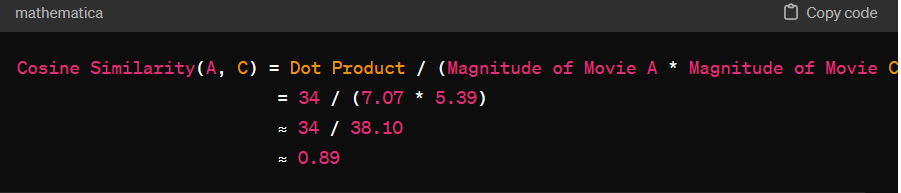 mathematica
Copy code
Cosine Similarity(A, C) = Dot Product / (Magnitude of Movie A * Magnitude of Movie C
= 34 / (7.07 * 5.39)
≈ 34 / 38.10
≈ 0.89